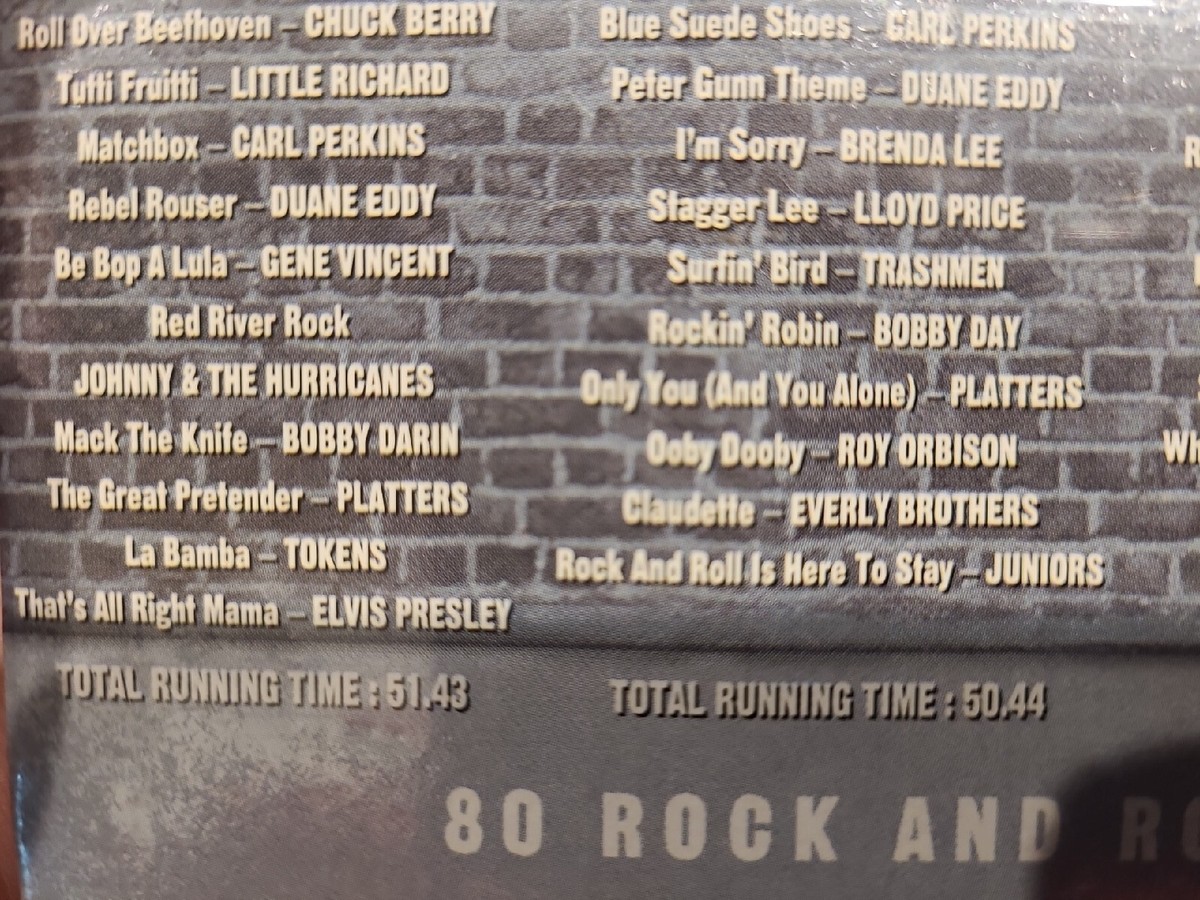 Roll Over Beethoven – CHUCK BERRY
Tutti Fruitti – LITTLE RICHARD
Matchbox – CARL PERKINS
Rebel Rouser – DUANE EDDY
Be Bop A Lula – GENE VINCENT
Red River Rock
JOHNNY & THE HURRICANES
Mack The Knife – BOBBY DARIN
The Great Pretender – PLATTERS
La Bamba – TOKENS
That's All Right Mama – ELVIS PRESLEY
TOTAL RUNNING TIME : 51.43
Blue Suede Shoes – CARL PERKINS
Peter Gunn Theme – DUANE EDDY
I'm Sorry – BRENDA LEE
Stagger Lee – LLOYD PRICE
Surfin' Bird – TRASHMEN
Rockin' Robin – BOBBY DAY
Only You (And You Alone) – PLATTERS
Ooby Dooby – ROY ORBISON
Claudette – EVERLY BROTHERS
Rock And Roll Is Here To Stay – JUNIORS
TOTAL RUNNING TIME : 50.44
80 ROCK AND